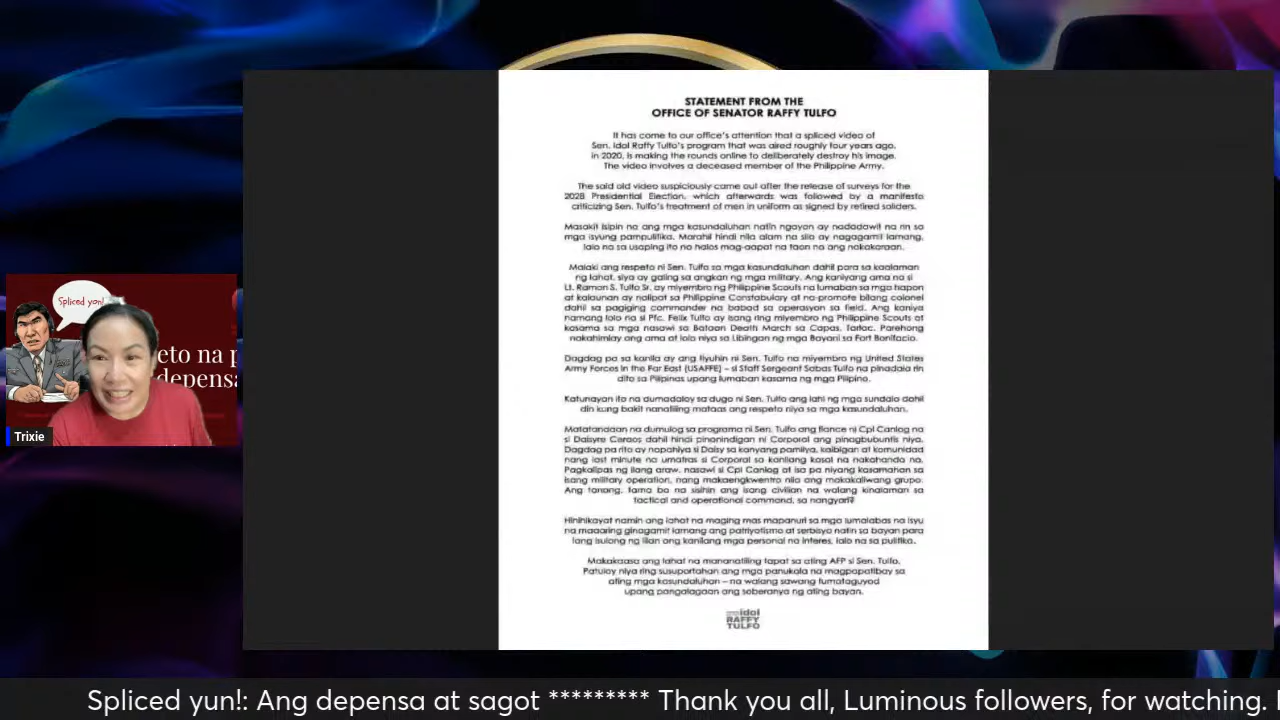 STATEMENT FROM THE
OFFICE OF SENATOR RAFFY TULFO
It has come to our office's attention that a spliced video of
Sen. Idol Raffy Tulfo's program that was aired roughly four years ago,
in 2020, is making the rounds online to deliberately destroy his image.
The video involves a deceased member of the Philippine Army.
The said old video suspiciously came out after the release of surveys for the
2028 Presidential Election, which afterwards was followed by a manifesto
criticizing Sen. Tulfo's treatment of men in uniform as signed by retired soliders.
Masakit isipin na ang mga kasundaluhan natin ngayon ay nadadawit na rin sa
mga isyung pampulitika. Marahil hindi nila alam na sila ay nagagamit lamang,
lalo na sa usaping ito na halos mag-aapat na taon na ang nakakaraan.
Malaki ang respeto ni Sen. Tulfo sa mga kasundaluhan dahil para sa kaalaman
ng lahat, siya ay galing sa angkan ng mga military. Ang kaniyang ama na si
Lt. Ramon S. Tulfo Sr. ay miyembro ng Philippine Scouts na lumaban sa mga hapon
at kalaunan ay nalipat sa Philippine Constabulary at na-promote bilang colonel
dahil sa pagiging commander na babad sa operasyon sa field. Ang kaniya
namang lolo na si Pfc. Felix Tulfo ay isang ring miyembro ng Philippine Scouts at
kasama sa mga nasawi sa Bataan Death March sa Capas, Tarlac. Parehong
nakahimlay ang ama at lolo niya sa Libingan ng mga Bayani sa Fort Bonifacio.
Dagdag pa sa kanila ay ang tiyuhin ni Sen. Tulfo na miyembro ng United States
Army Forces in the Far East (USAFFE) – si Staff Sergeant Sabas Tulfo na pinadala rin
dito sa Pilipinas upang lumaban kasama ng mga Pilipino.
Katunayan ito na dumadaloy sa dugo ni Sen. Tulfo ang lahi ng mga sundalo dahil
din kung bakit nanatiling mataas ang respeto niya sa mga kasundaluhan.
Matatandaan na dumulog sa programa ni Sen. Tulfo ang fiance ni Cpl Canlog na
si Daisyre Caraos dahil hindi pinanindigan ni Corporal ang pinagbubuntis niya.
Dagdag pa rito ay napahiya si Daisy sa kanyang pamilya, kaibigan at komunidad
nang last minute na umatras si Corporal sa kanilang kasal na nakahanda na.
Pagkalipas ng ilang araw, nasawi si Cpl Canlog at isa pa niyang kasamahan sa
isang military operation, nang makaengkwentro nila ang makakaliwang grupo.
Ang tanong, tama ba na sisihin ang isang civilian na walang kinalaman sa
tactical and operational command, sa nangyari?
Hinihikayat namin ang lahat na maging mas mapanuri sa mga lumalabas na isyu
na maaring ginagamit lamang ang patriyotismo at serbisyo natin sa bayan para
lang isulong ng iilan ang kanilang mga personal na interes, lalo na sa pulitika.
Makakaasa ang lahat na mananatiling tapat sa ating AFP si Sen. Tulfo.
Patuloy niya ring susuportahan ang mga panukala na magpapatibay sa
ating mga kasundaluhan – na walang sawang tumataguyod
upang pangalagaan ang soberanya ng ating bayan.
idol
RAFFY
TULFO
Spliced yun!
eto na p
depensa
Trixie
Spliced yun!: Ang depensa at sagot ********* Thank you all, Luminous followers, for watching.